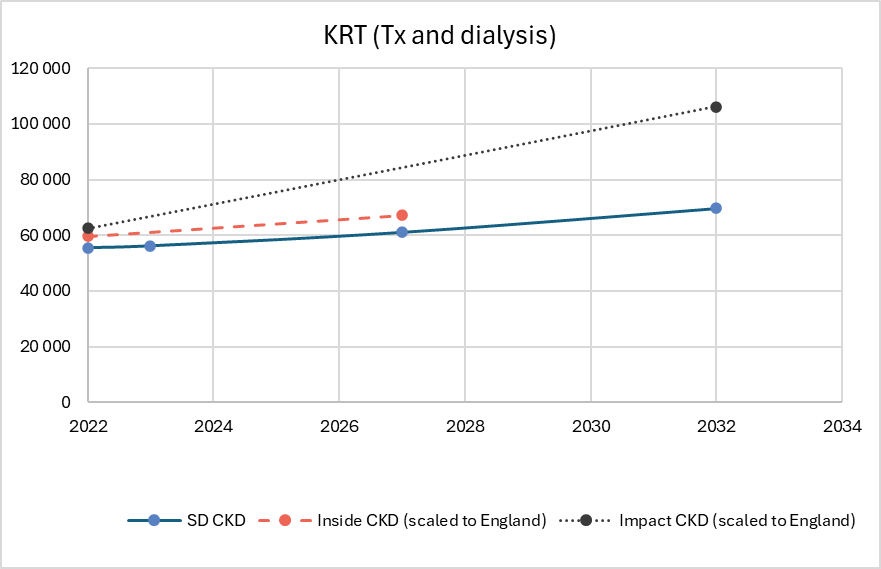 KRT (Tx and dialysis)
120 000
100 000
80 000
60 000
40 000
20 000
0
2022 2024 2026 2028 2030 2032 2034
SD CKD Inside CKD (scaled to England) Impact CKD (scaled to England)